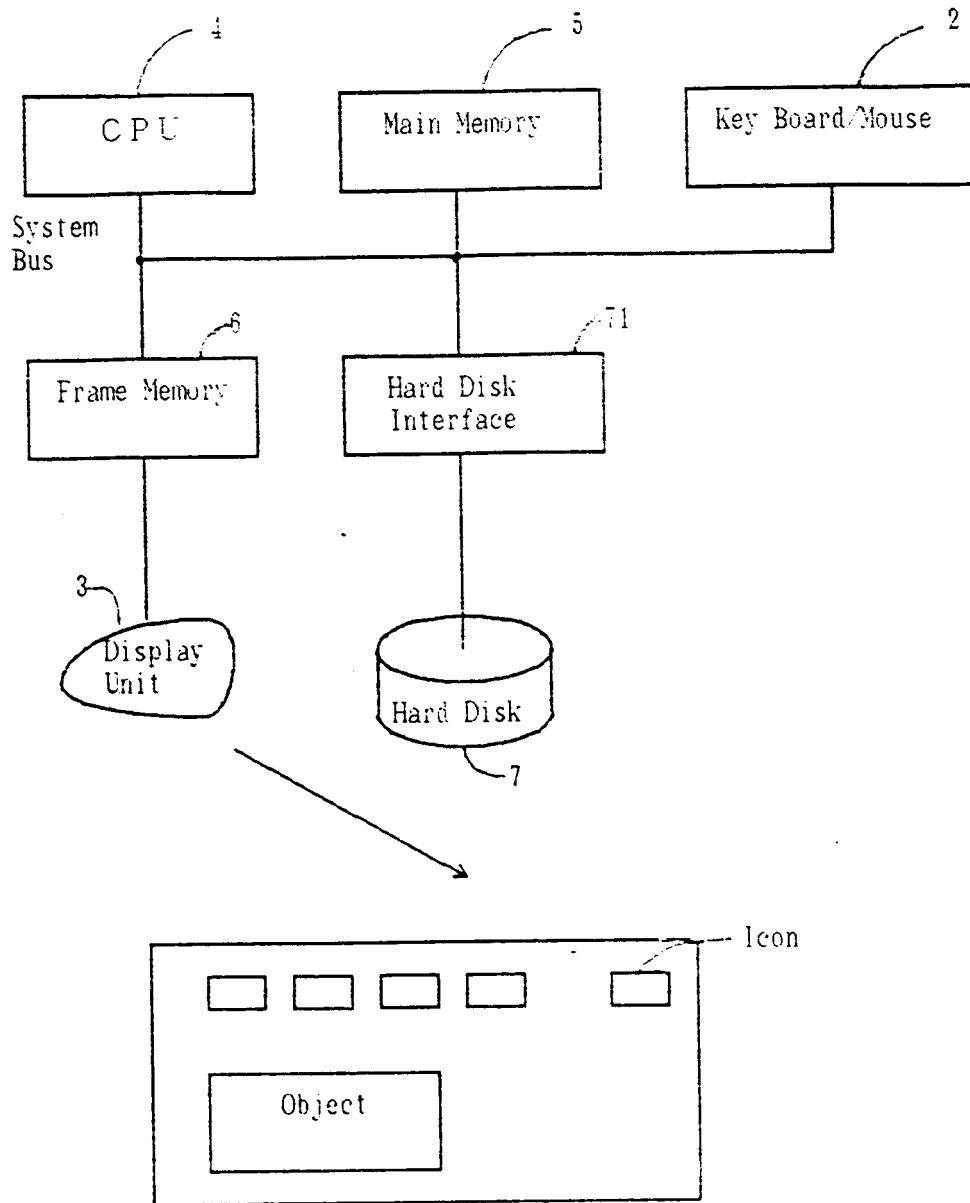 4
5
2
CPU
Main Memory
Key Board/Mouse
System
Bus
6
71
Frame Memory
Hard Disk
Interface
3
Display
Unit
Hard Disk
7
Icon
Object